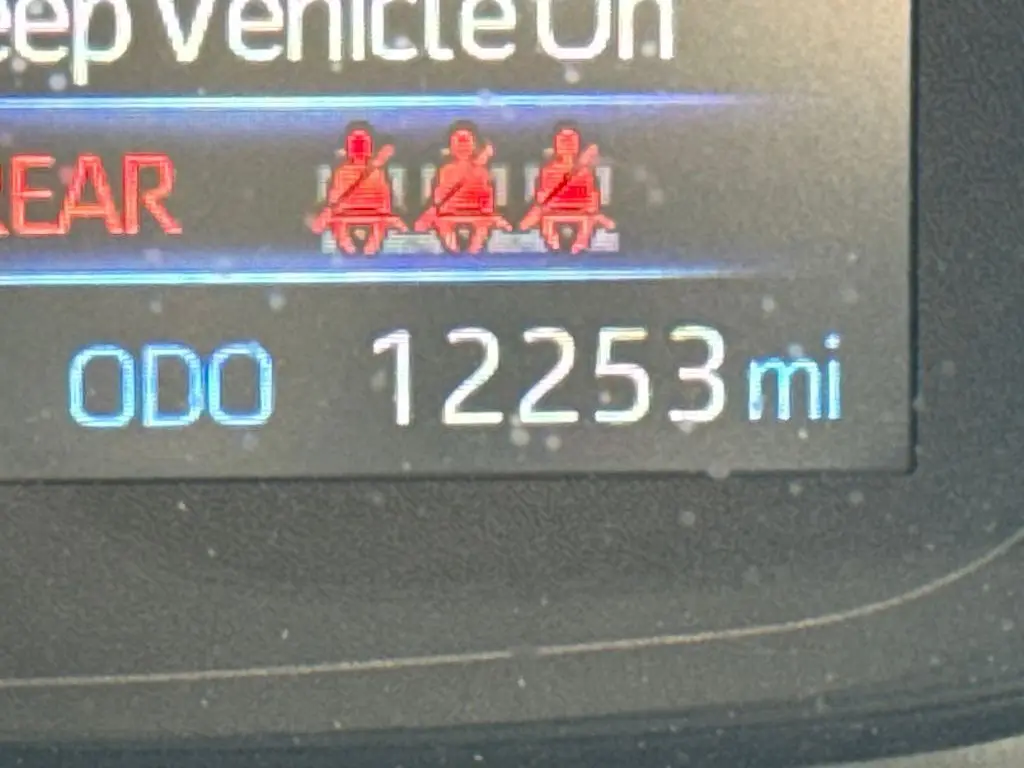 eep Vehicle On
REAR
ODO 12253 mi